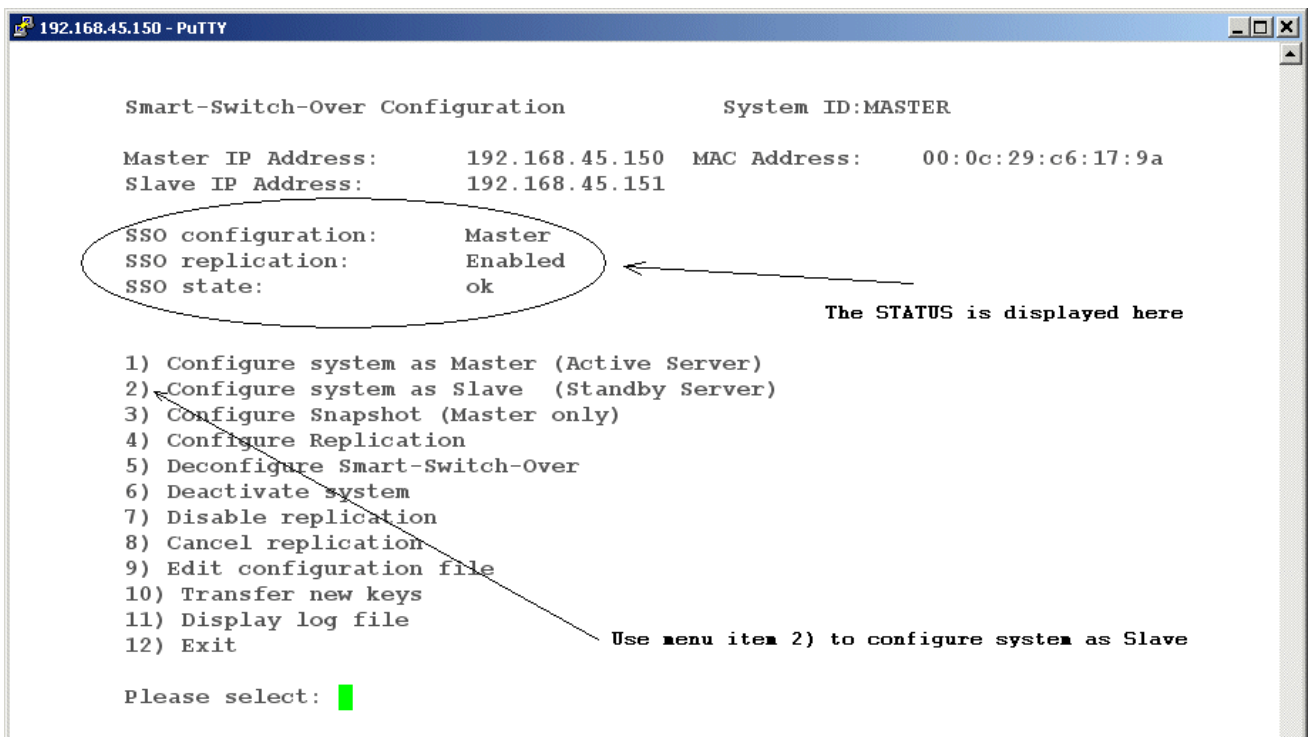 192.168.45.150 - PuTTY
Smart-Switch-Over Configuration System ID:MASTER
Master IP Address: 192.168.45.150 MAC Address: 00:0c:29:c6:17:9a
Slave IP Address: 192.168.45.151
SSO configuration: Master
SSO replication: Enabled
SSO state: ok
The STATUS is displayed here
1) Configure system as Master (Active Server)
2) Configure system as Slave (Standby Server)
3) Configure Snapshot (Master only)
4) Configure Replication
5) Deconfigure Smart-Switch-Over
6) Deactivate system
7) Disable replication
8) Cancel replication
9) Edit configuration file
10) Transfer new keys
11) Display log file
12) Exit
Use menu item 2) to configure system as Slave
Please select: